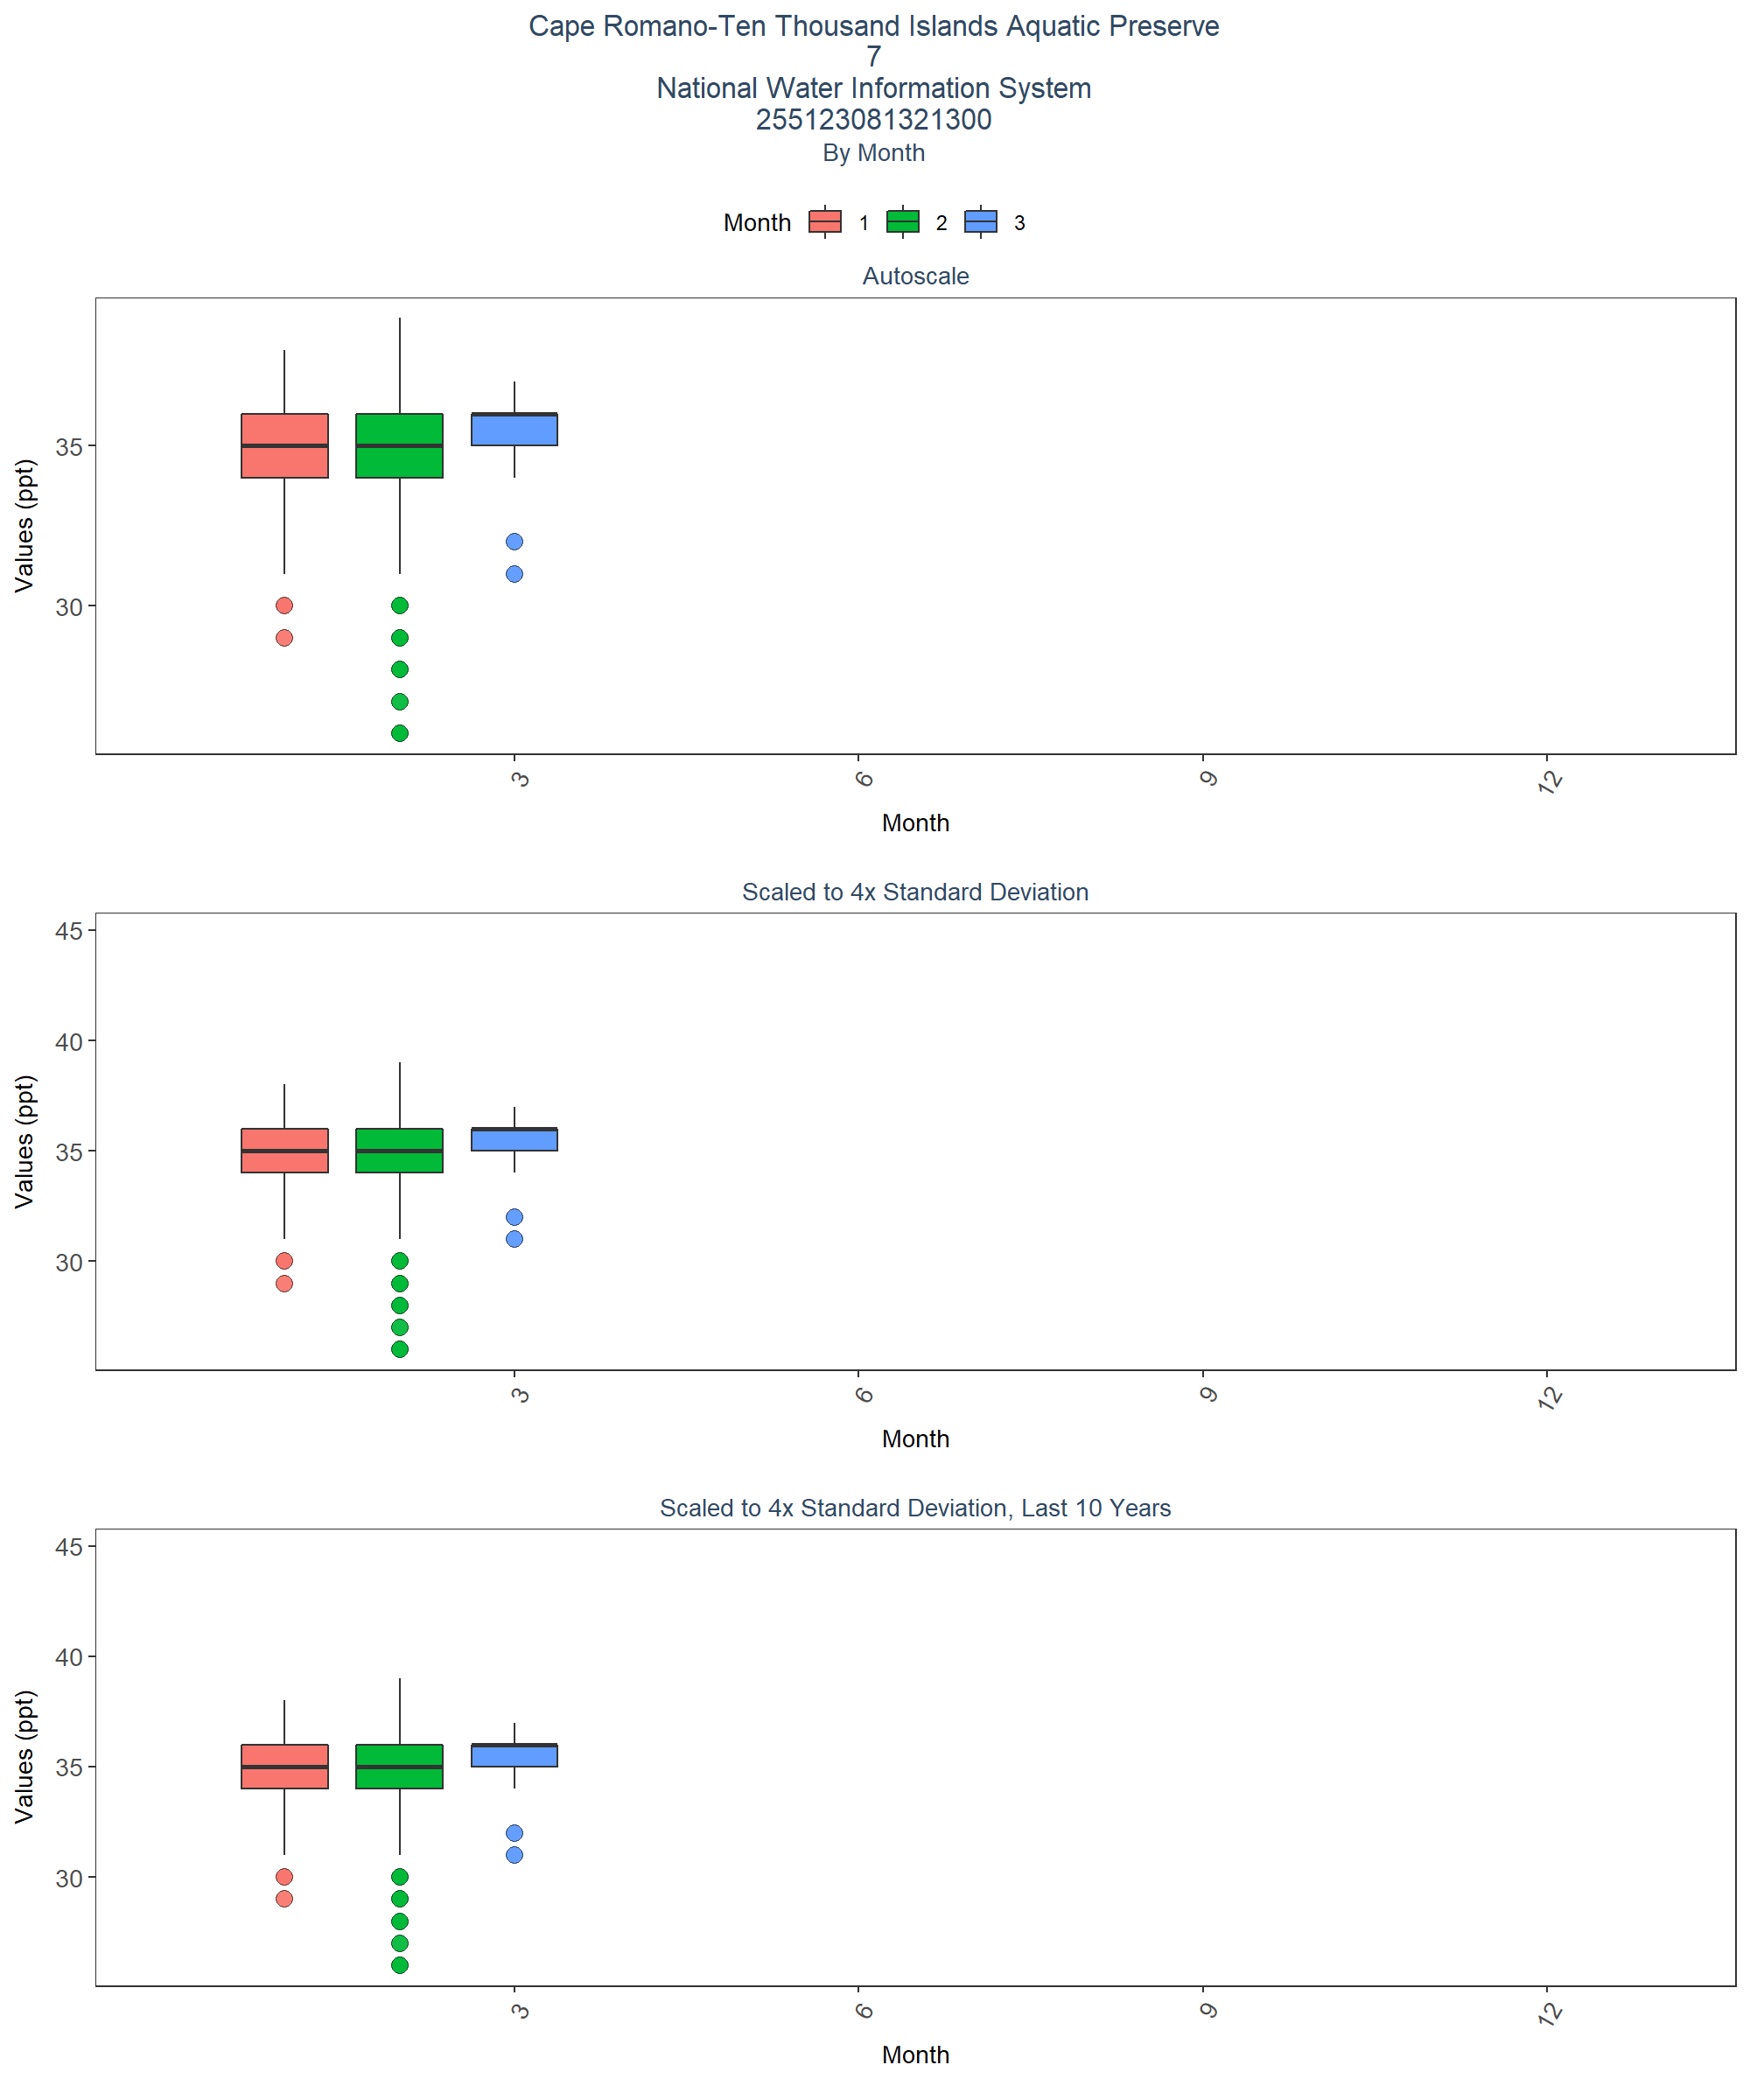 Cape Romano-Ten Thousand Islands Aquatic Preserve
7
National Water Information System
255123081321300
By Month
Month 1 2 3
Autoscale
Values (ppt)
35
30
3 6 9 12
Month
Scaled to 4x Standard Deviation
Values (ppt)
45
40
35
30
3 6 9 12
Month
Scaled to 4x Standard Deviation, Last 10 Years
Values (ppt)
45
40
35
30
3 6 9 12
Month